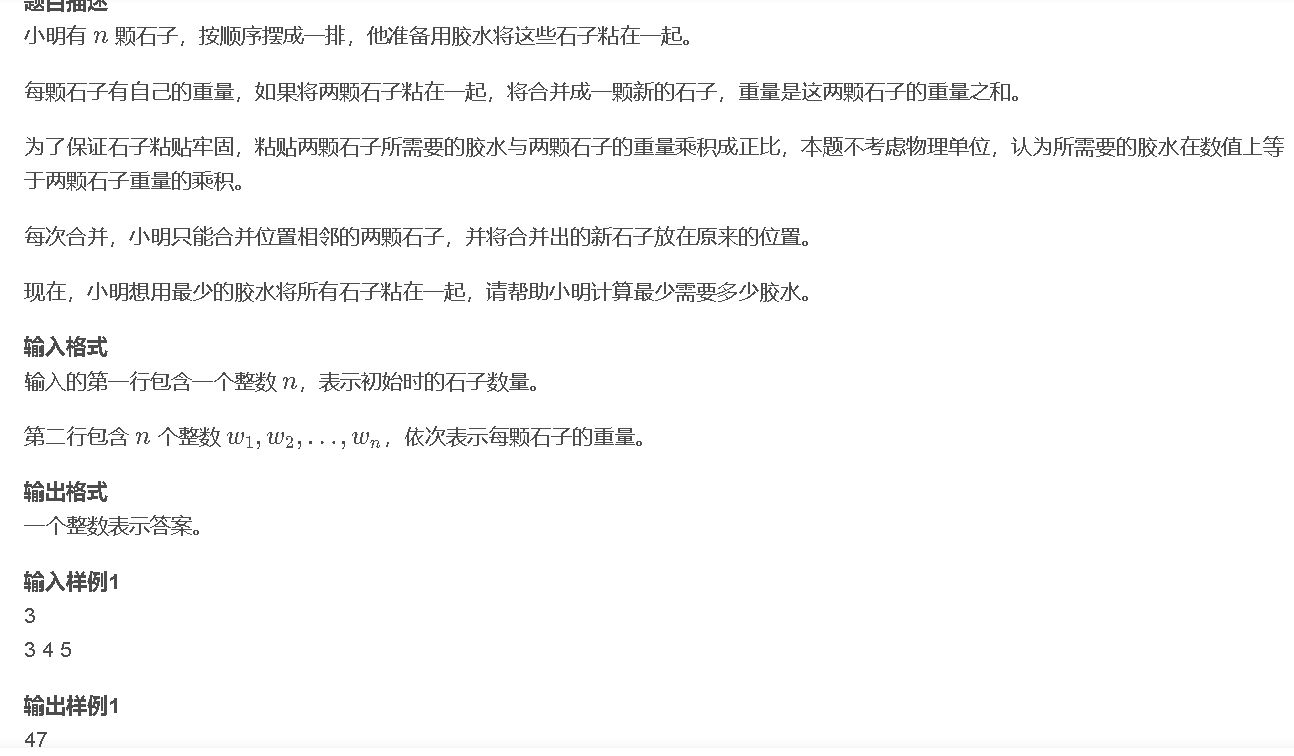 题目描述
小明有 n 颗石子，按顺序摆成一排，他准备用胶水将这些石子粘在一起。
每颗石子有自己的重量，如果将两颗石子粘在一起，将合并成一颗新的石子，重量是这两颗石子的重量之和。
为了保证石子粘贴牢固，粘贴两颗石子所需要的胶水与两颗石子的重量乘积成正比，本题不考虑物理单位，认为所需要的胶水在数值上等
于两颗石子重量的乘积。
每次合并，小明只能合并位置相邻的两颗石子，并将合并出的新石子放在原来的位置。
现在，小明想用最少的胶水将所有石子粘在一起，请帮助小明计算最少需要多少胶水。
输入格式
输入的第一行包含一个整数 n，表示初始时的石子数量。
第二行包含 n 个整数 w₁, w₂, . . . , wₙ，依次表示每颗石子的重量。
输出格式
一个整数表示答案。
输入样例1
3
3 4 5
输出样例1
47